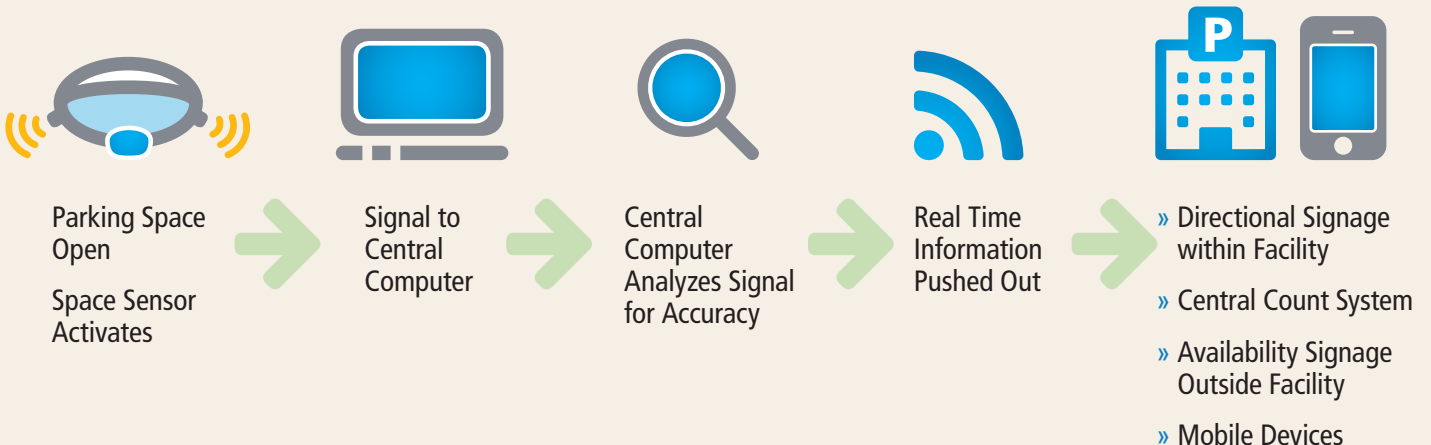 P
Parking Space
Open
Space Sensor
Activates
Signal to
Central
Computer
Central
Computer
Analyzes Signal
for Accuracy
Real Time
Information
Pushed Out
» Directional Signage
within Facility
» Central Count System
» Availability Signage
Outside Facility
» Mobile Devices